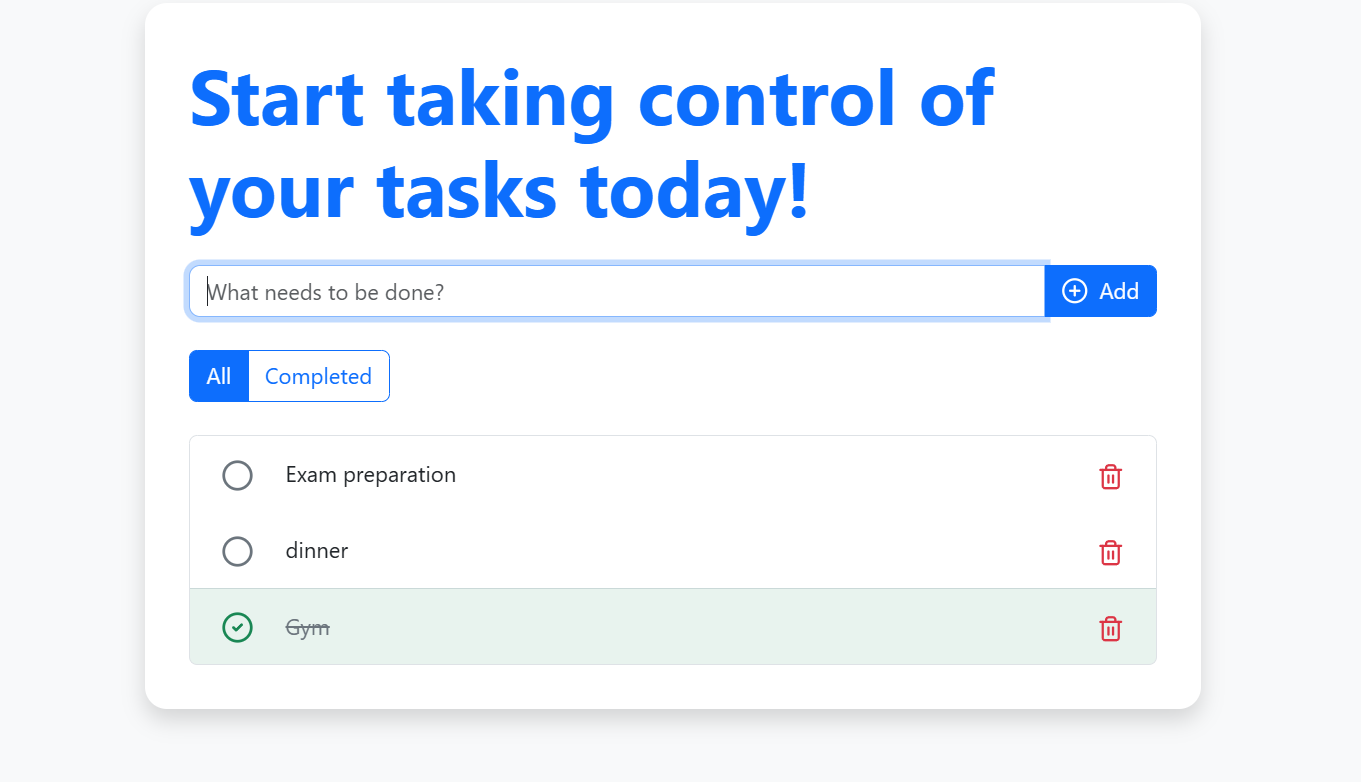 Start taking control of
your tasks today!
What needs to be done?
Add
All
Completed
Exam preparation
dinner
Gym